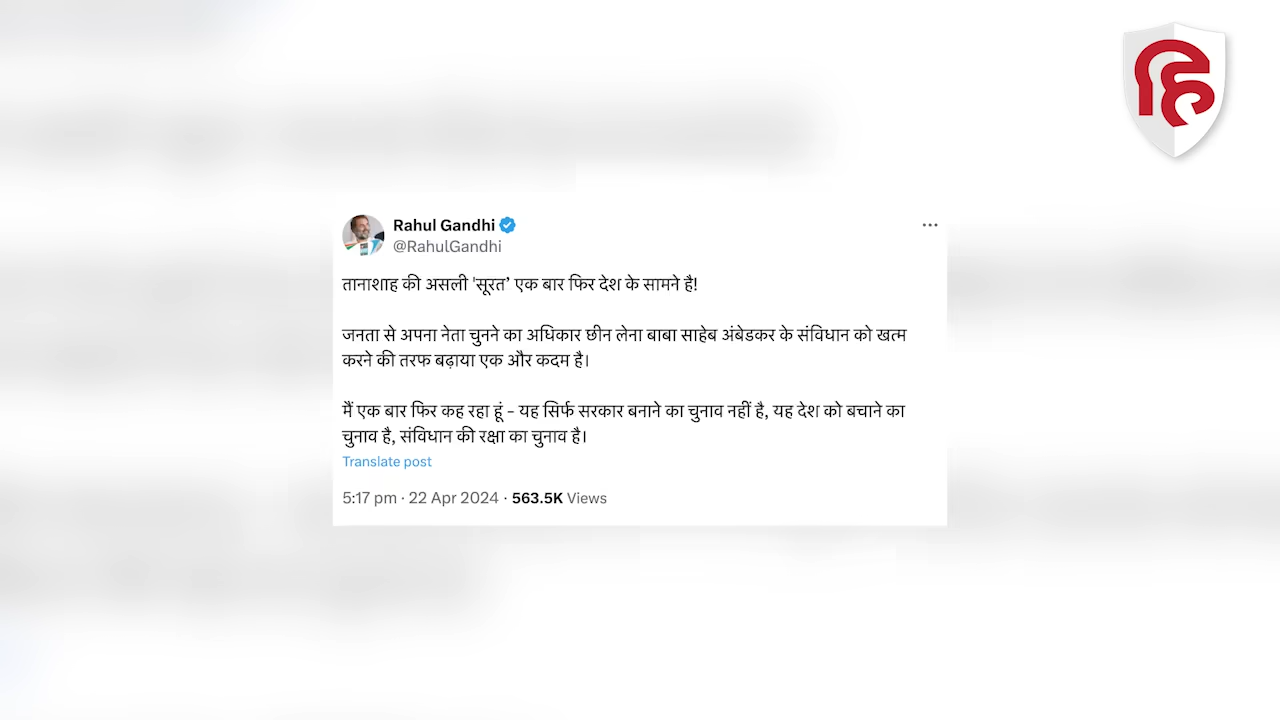 हि
Rahul Gandhi
@RahulGandhi
तानाशाह की असली 'सूरत’ एक बार फिर देश के सामने है!
जनता से अपना नेता चुनने का अधिकार छीन लेना बाबा साहेब अंबेडकर के संविधान को खत्म
करने की तरफ बढ़ाया एक और कदम है।
मैं एक बार फिर कह रहा हूं - यह सिर्फ सरकार बनाने का चुनाव नहीं है, यह देश को बचाने का
चुनाव है, संविधान की रक्षा का चुनाव है।
Translate post
5:17 pm · 22 Apr 2024 · 563.5K Views